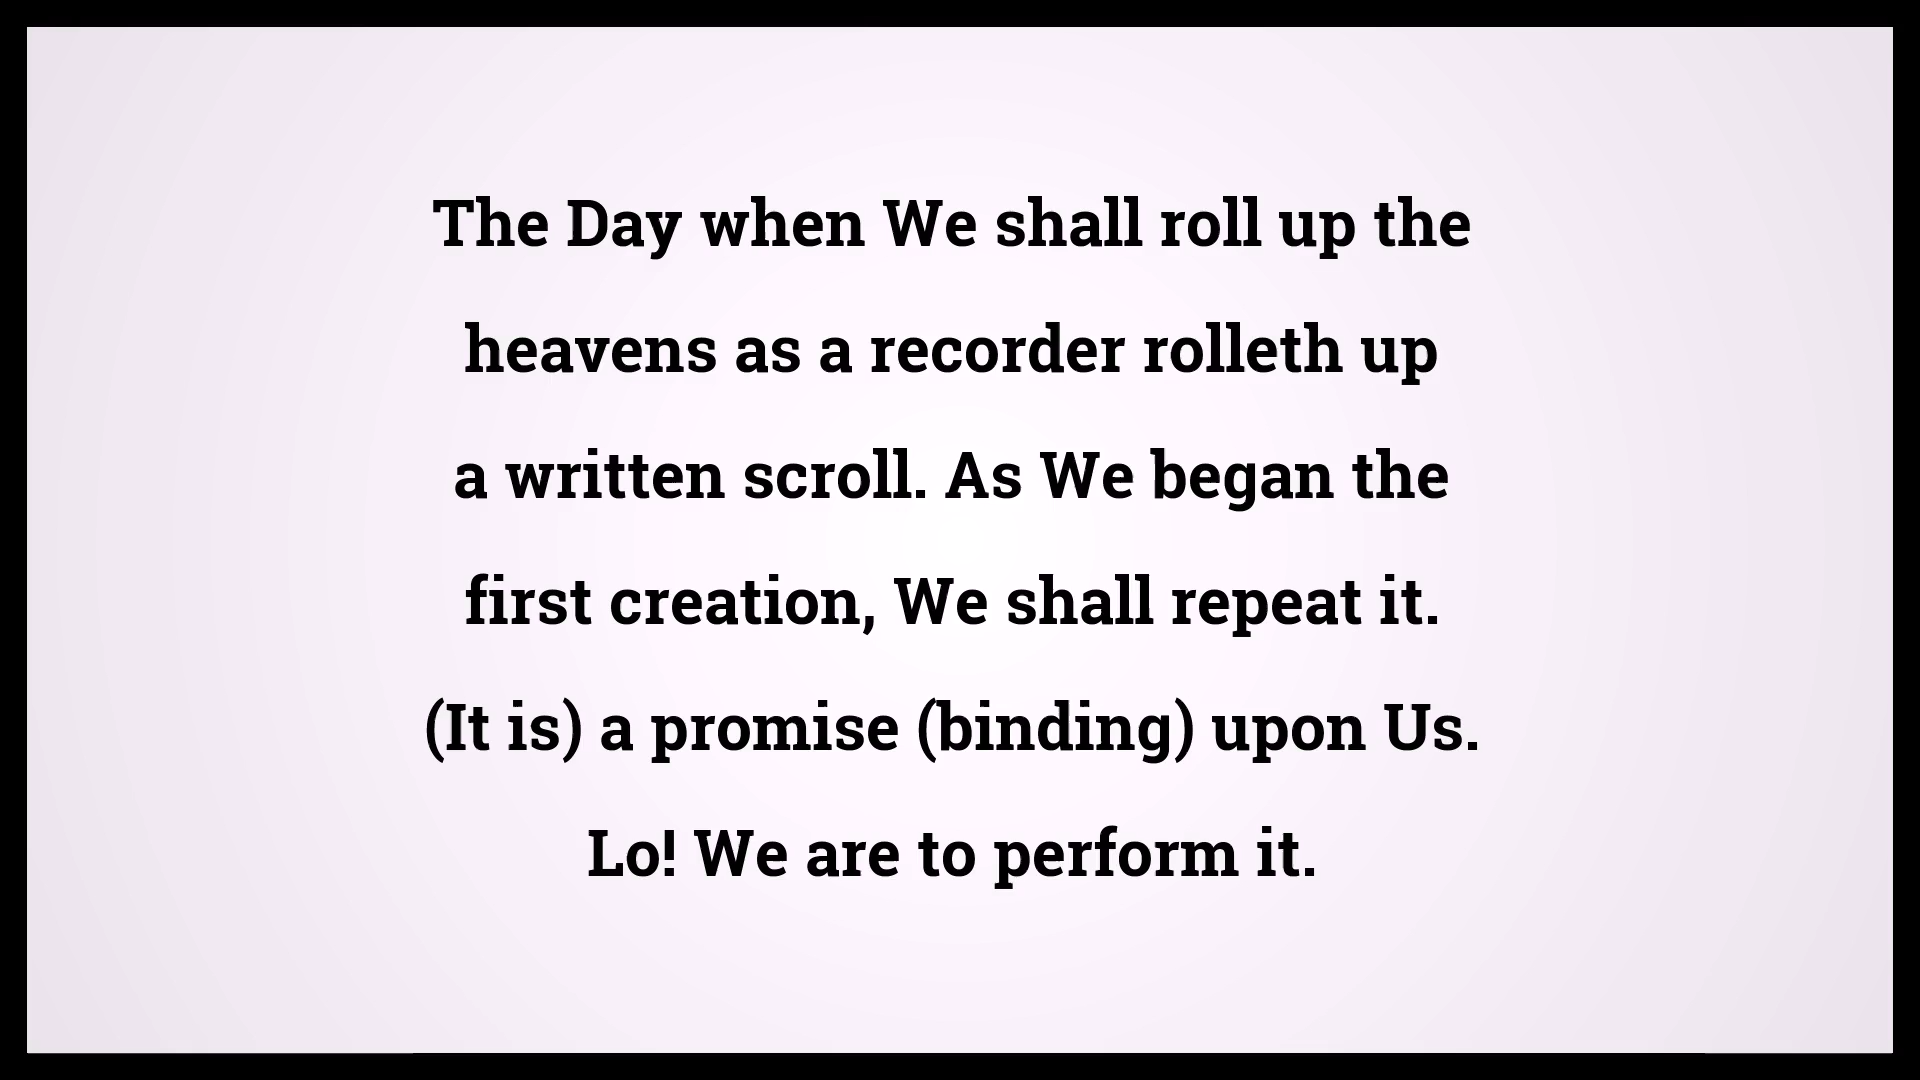 The Day when We shall roll up the
heavens as a recorder rolleth up
a written scroll. As We began the
first creation, We shall repeat it.
(It is) a promise (binding) upon Us.
Lo! We are to perform it.